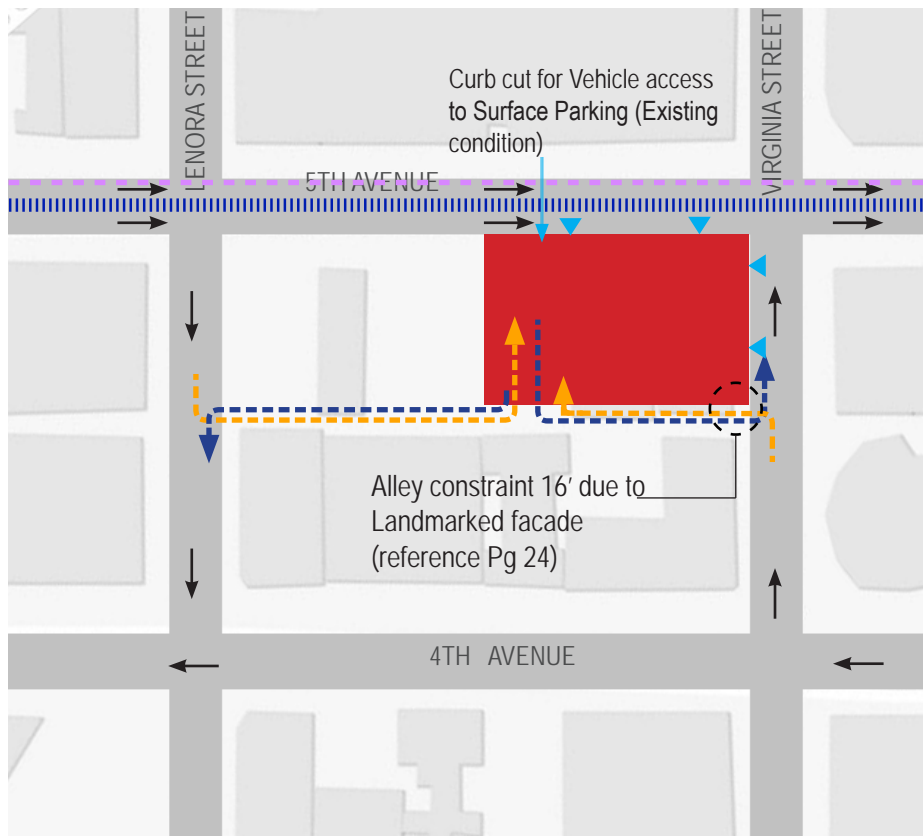 LENORA STREET
VIRGINIA STREET
Curb cut for Vehicle access
to Surface Parking (Existing
condition)
5TH AVENUE
Alley constraint 16' due to
Landmarked facade
(reference Pg 24)
4TH AVENUE